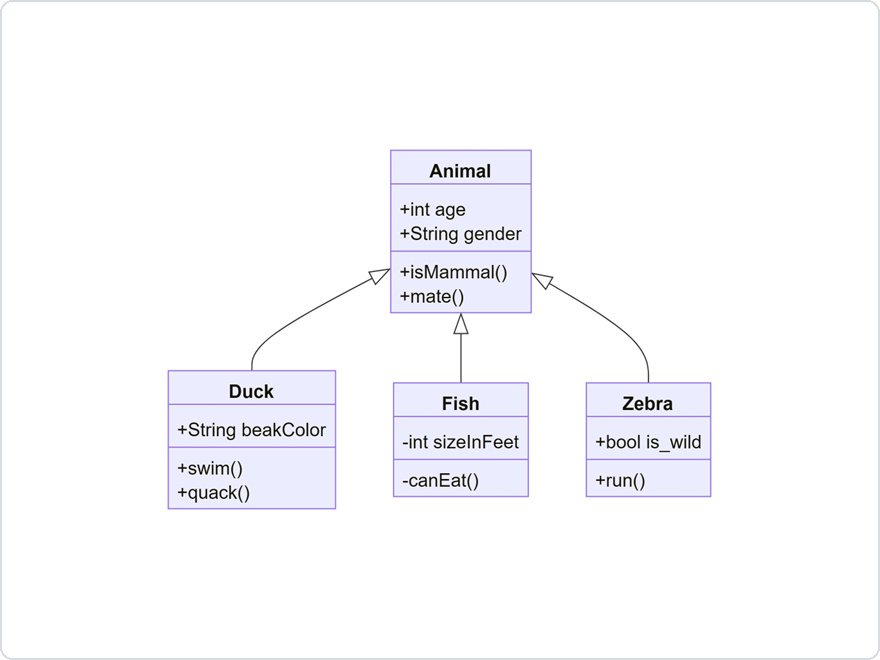 Animal
+int age
+String gender
+isMammal()
+mate()
Duck
+String beakColor
+swim()
+quack()
Fish
-int sizeInFeet
-canEat()
Zebra
+bool is_wild
+run()